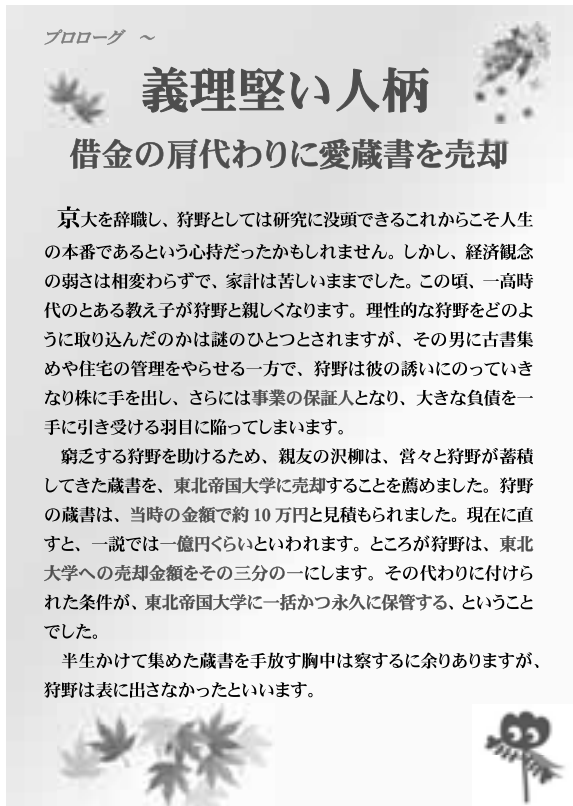 プロローグ　～
義理堅い人柄
借金の肩代わりに愛蔵書を売却
京大を辞職し、狩野としては研究に没頭できるこれからこそ人生
の本番であるという心持だったかもしれません。しかし、経済観念
の弱さは相変わらずで、家計は苦しいままでした。この頃、一高時
代のとある教え子が狩野と親しくなります。理性的な狩野をどのよ
うに取り込んだのかは謎のひとつとされますが、その男に古書集
めや住宅の管理をやらせる一方で、狩野は彼の誘いにのっていき
なり株に手を出し、さらには事業の保証人となり、大きな負債を一
手に引き受ける羽目に陥ってしまいます。
　窮乏する狩野を助けるため、親友の沢柳は、営々と狩野が蓄積
してきた蔵書を、東北帝国大学に売却することを薦めました。狩野
の蔵書は、当時の金額で約10万円と見積もられました。現在に直
すと、一説では一億円くらいといわれます。ところが狩野は、東北
大学への売却金額をその三分の一にします。その代わりに付けら
れた条件が、東北帝国大学に一括かつ永久に保管する、ということ
でした。
　半生かけて集めた蔵書を手放す胸中は察するに余りありますが、
狩野は表に出さなかったといいます。